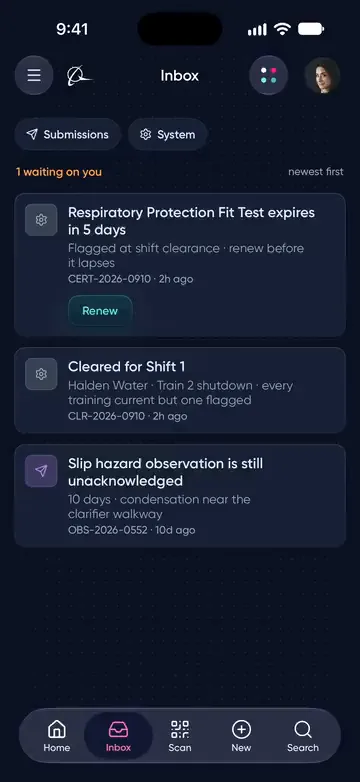 9:41
Inbox
Submissions
System
1 waiting on you
newest first
Respiratory Protection Fit Test expires
in 5 days
Flagged at shift clearance · renew before
it lapses
CERT-2026-0910 · 2h ago
Renew
Cleared for Shift 1
Halden Water · Train 2 shutdown · every
training current but one flagged
CLR-2026-0910 · 2h ago
Slip hazard observation is still
unacknowledged
10 days · condensation near the
clarifier walkway
OBS-2026-0552 · 10d ago
Home
Inbox
Scan
New
Search